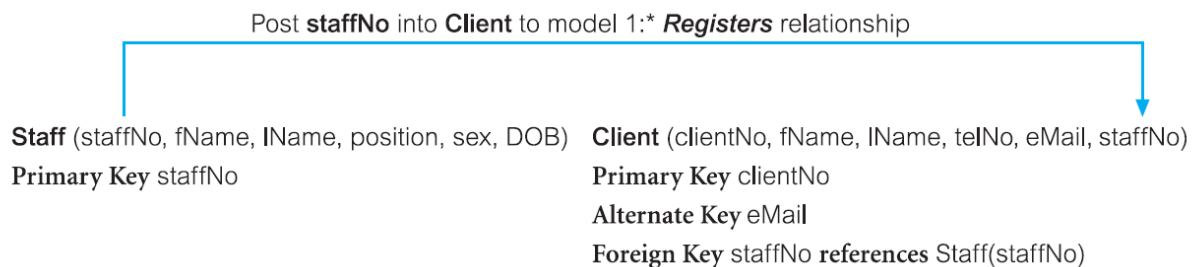 Post staffNo into Client to model 1:* Registers relationship
Staff (staffNo, fName, lName, position, sex, DOB)
Primary Key staffNo
Client (clientNo, fName, lName, telNo, eMail, staffNo)
Primary Key clientNo
Alternate Key eMail
Foreign Key staffNo references Staff(staffNo)